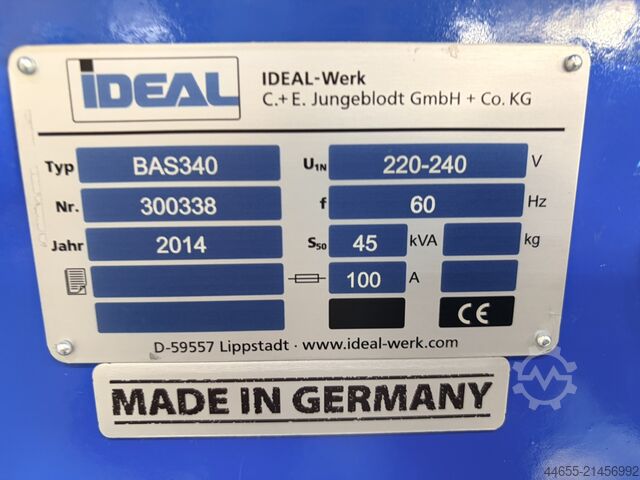 iDEAL
IDEAL-Werk
C.+E. Jungeblodt GmbH + Co. KG
Typ BAS340 U1N 220-240 V
Nr. 300338 f 60 Hz
Jahr 2014 S50 45 kVA kg
100 A
CE
D-59557 Lippstadt · www.ideal-werk.com
MADE IN GERMANY
44655-21456992